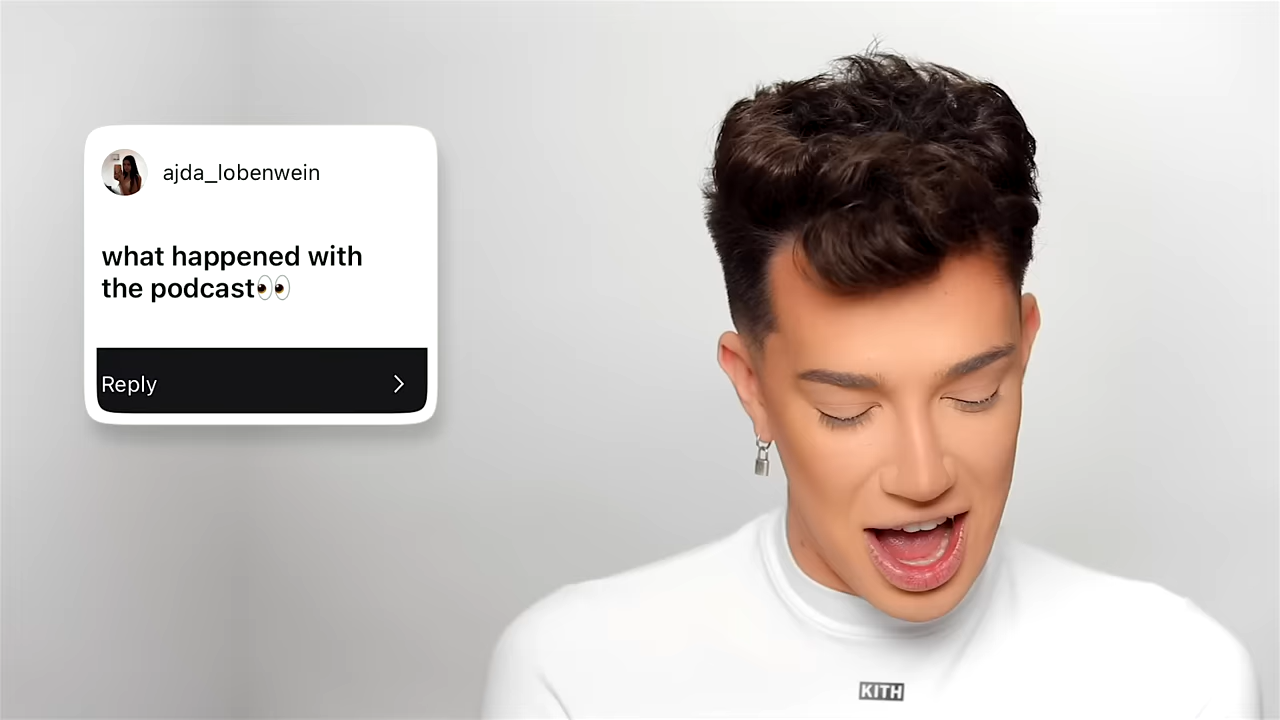 ajda_lobenwein
what happened with
the podcast👀
Reply
KITH